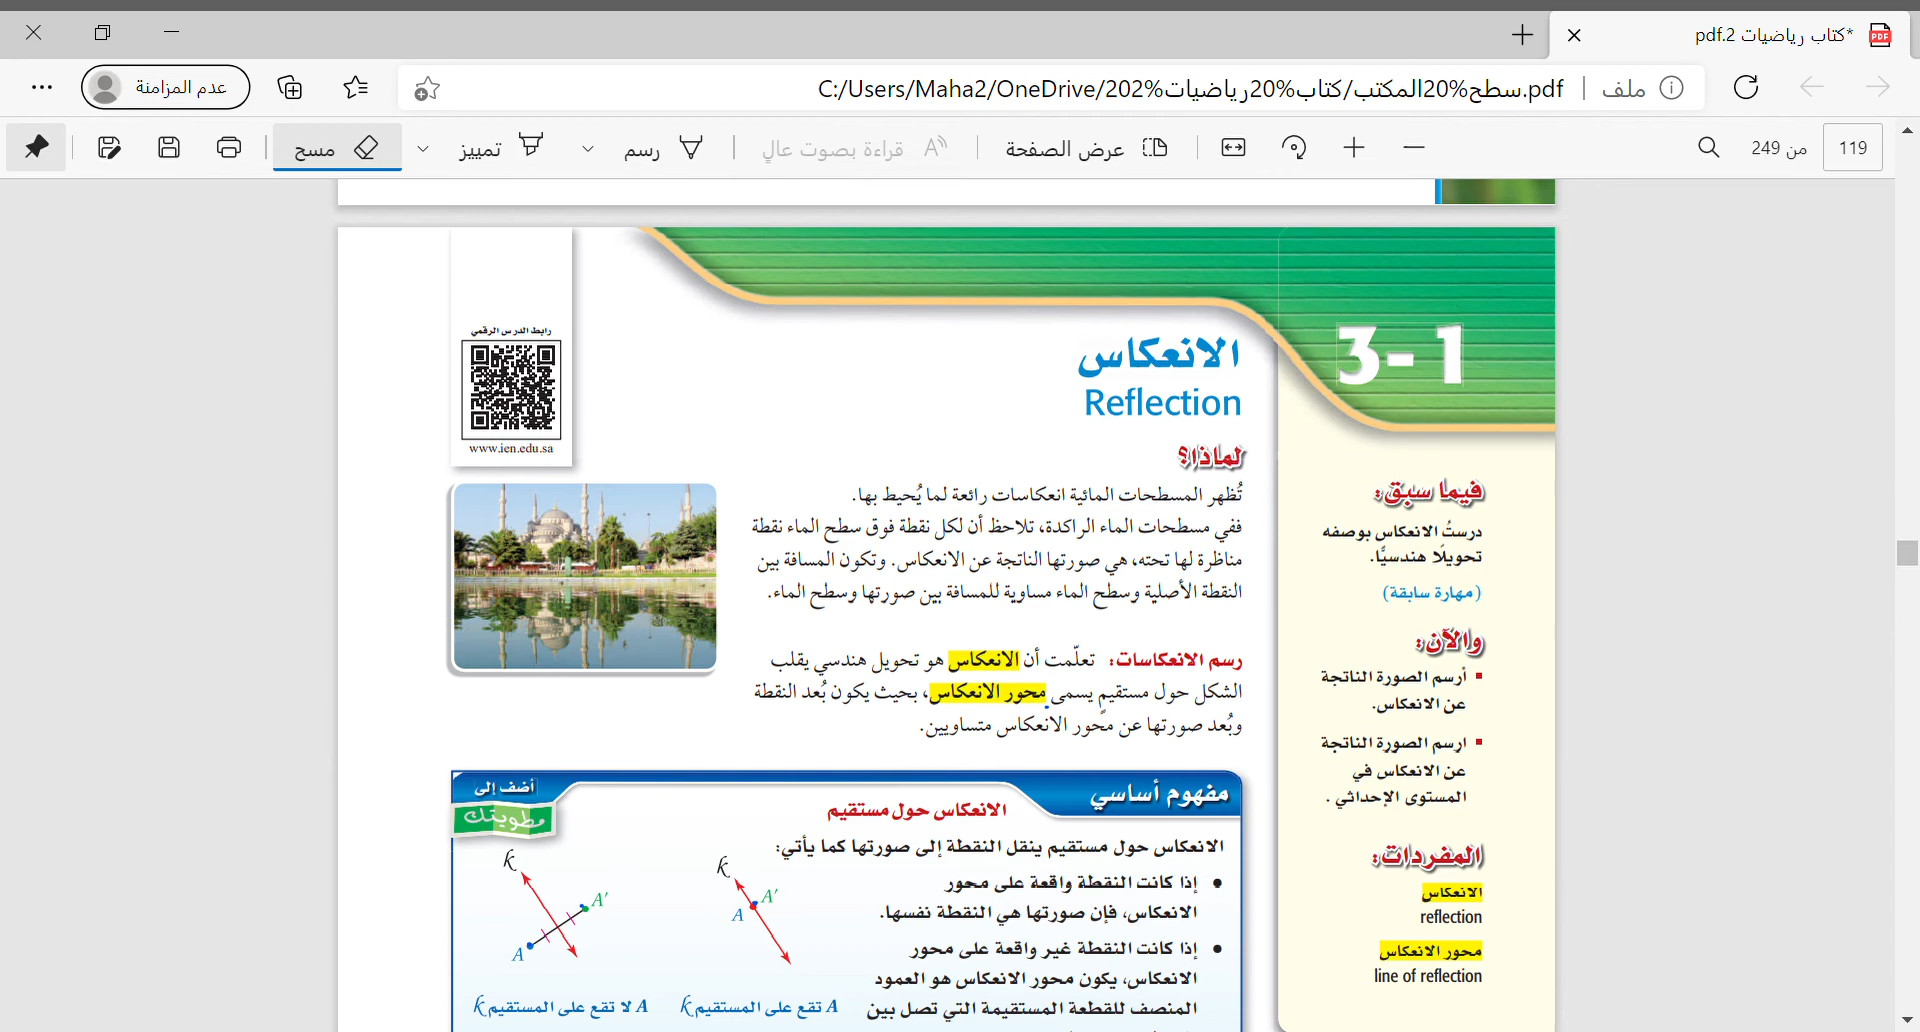 *كتاب رياضيات 2.pdf
ملف
C:/Users/Maha2/OneDrive/سطح%20المكتب/كتاب%20رياضيات%202.pdf
عدم المزامنة
119
من 249
عرض الصفحة
قراءة بصوت عالٍ
رسم
تمييز
مسح
3-1
الانعكاس
Reflection
رابط الدرس الرقمي
www.ien.edu.sa
فيما سبق:
درستُ الانعكاس بوصفه
تحويلًا هندسيًّا.
(مهارة سابقة)
والآن:
أرسم الصورة الناتجة
عن الانعكاس.
ارسم الصورة الناتجة
عن الانعكاس في
المستوى الإحداثي .
المفردات:
الانعكاس
reflection
محور الانعكاس
line of reflection
لماذا؟
تُظهر المسطحات المائية انعكاسات رائعة لما يُحيط بها.
ففي مسطحات الماء الراكدة، تلاحظ أن لكل نقطة فوق سطح الماء نقطة
مناظرة لها تحته، هي صورتها الناتجة عن الانعكاس. وتكون المسافة بين
النقطة الأصلية وسطح الماء مساوية للمسافة بين صورتها وسطح الماء.
رسم الانعكاسات: تعلّمت أن الانعكاس هو تحويل هندسي يقلب
الشكل حول مستقيمٍ يسمى محور الانعكاس، بحيث يكون بُعد النقطة
وبُعد صورتها عن محور الانعكاس متساويين.
مفهوم أساسي
أضف إلى
مطويتك
الانعكاس حول مستقيم
الانعكاس حول مستقيم ينقل النقطة إلى صورتها كما يأتي:
• إذا كانت النقطة واقعة على محور
الانعكاس، فإن صورتها هي النقطة نفسها.
• إذا كانت النقطة غير واقعة على محور
الانعكاس، يكون محور الانعكاس هو العمود
المنصف للقطعة المستقيمة التي تصل بين
k
A'
A
A تقع على المستقيم k
k
A'
A
A لا تقع على المستقيم k